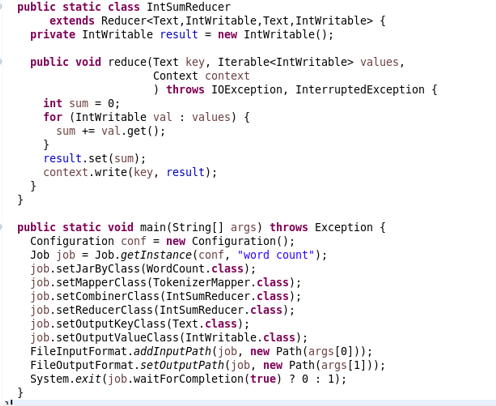 public static class IntSumReducer
     extends Reducer<Text,IntWritable,Text,IntWritable> {
  private IntWritable result = new IntWritable();

  public void reduce(Text key, Iterable<IntWritable> values,
                     Context context
                     ) throws IOException, InterruptedException {
    int sum = 0;
    for (IntWritable val : values) {
      sum += val.get();
    }
    result.set(sum);
    context.write(key, result);
  }
}

public static void main(String[] args) throws Exception {
  Configuration conf = new Configuration();
  Job job = Job.getInstance(conf, "word count");
  job.setJarByClass(WordCount.class);
  job.setMapperClass(TokenizerMapper.class);
  job.setCombinerClass(IntSumReducer.class);
  job.setReducerClass(IntSumReducer.class);
  job.setOutputKeyClass(Text.class);
  job.setOutputValueClass(IntWritable.class);
  FileInputFormat.addInputPath(job, new Path(args[0]));
  FileOutputFormat.setOutputPath(job, new Path(args[1]));
  System.exit(job.waitForCompletion(true) ? 0 : 1);
}
}